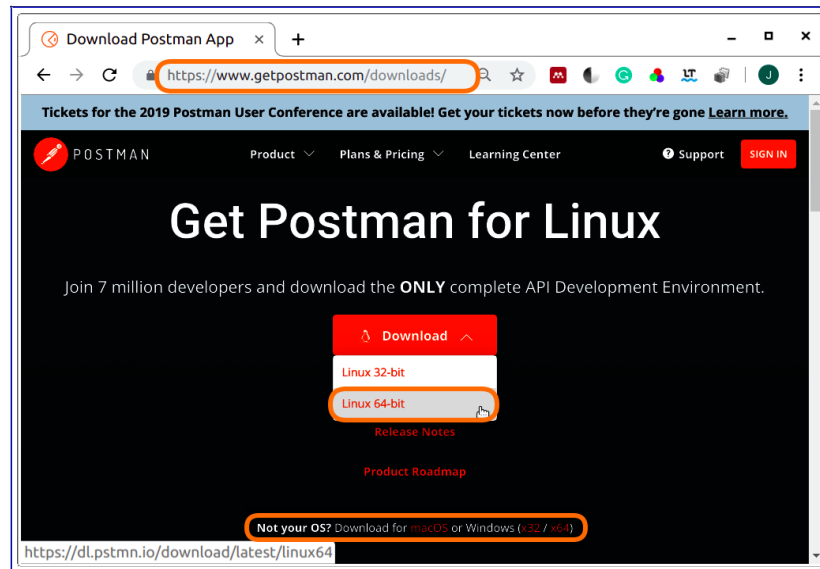 Download Postman App
https://www.getpostman.com/downloads/
Tickets for the 2019 Postman User Conference are available! Get your tickets now before they're gone Learn more.
POSTMAN Product Plans & Pricing Learning Center Support SIGN IN
Get Postman for Linux
Join 7 million developers and download the ONLY complete API Development Environment.
Download
Linux 32-bit
Linux 64-bit
Release Notes
Product Roadmap
Not your OS? Download for macOS or Windows (x32 / x64)
https://dl.pstmn.io/download/latest/linux64